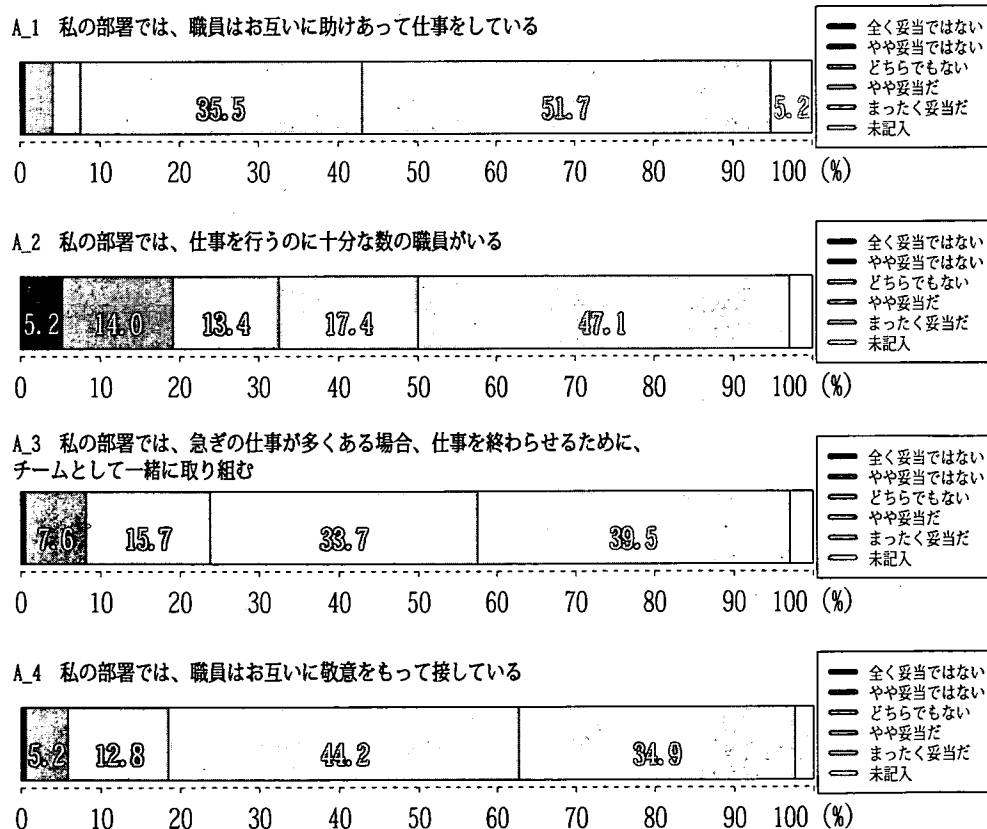 A_1 私の部署では、職員はお互いに助けあって仕事をしている
35.5 51.7 5.2
0 10 20 30 40 50 60 70 80 90 100 (%)
全く妥当ではない
やや妥当ではない
どちらでもない
やや妥当だ
まったく妥当だ
未記入
A_2 私の部署では、仕事を行うのに十分な数の職員がいる
5.2 14.0 13.4 17.4 47.1
0 10 20 30 40 50 60 70 80 90 100 (%)
全く妥当ではない
やや妥当ではない
どちらでもない
やや妥当だ
まったく妥当だ
未記入
A_3 私の部署では、急ぎの仕事が多くある場合、仕事を終わらせるために、
チームとして一緒に取り組む
7.6 15.7 33.7 39.5
0 10 20 30 40 50 60 70 80 90 100 (%)
全く妥当ではない
やや妥当ではない
どちらでもない
やや妥当だ
まったく妥当だ
未記入
A_4 私の部署では、職員はお互いに敬意をもって接している
5.2 12.8 44.2 34.9
0 10 20 30 40 50 60 70 80 90 100 (%)
全く妥当ではない
やや妥当ではない
どちらでもない
やや妥当だ
まったく妥当だ
未記入